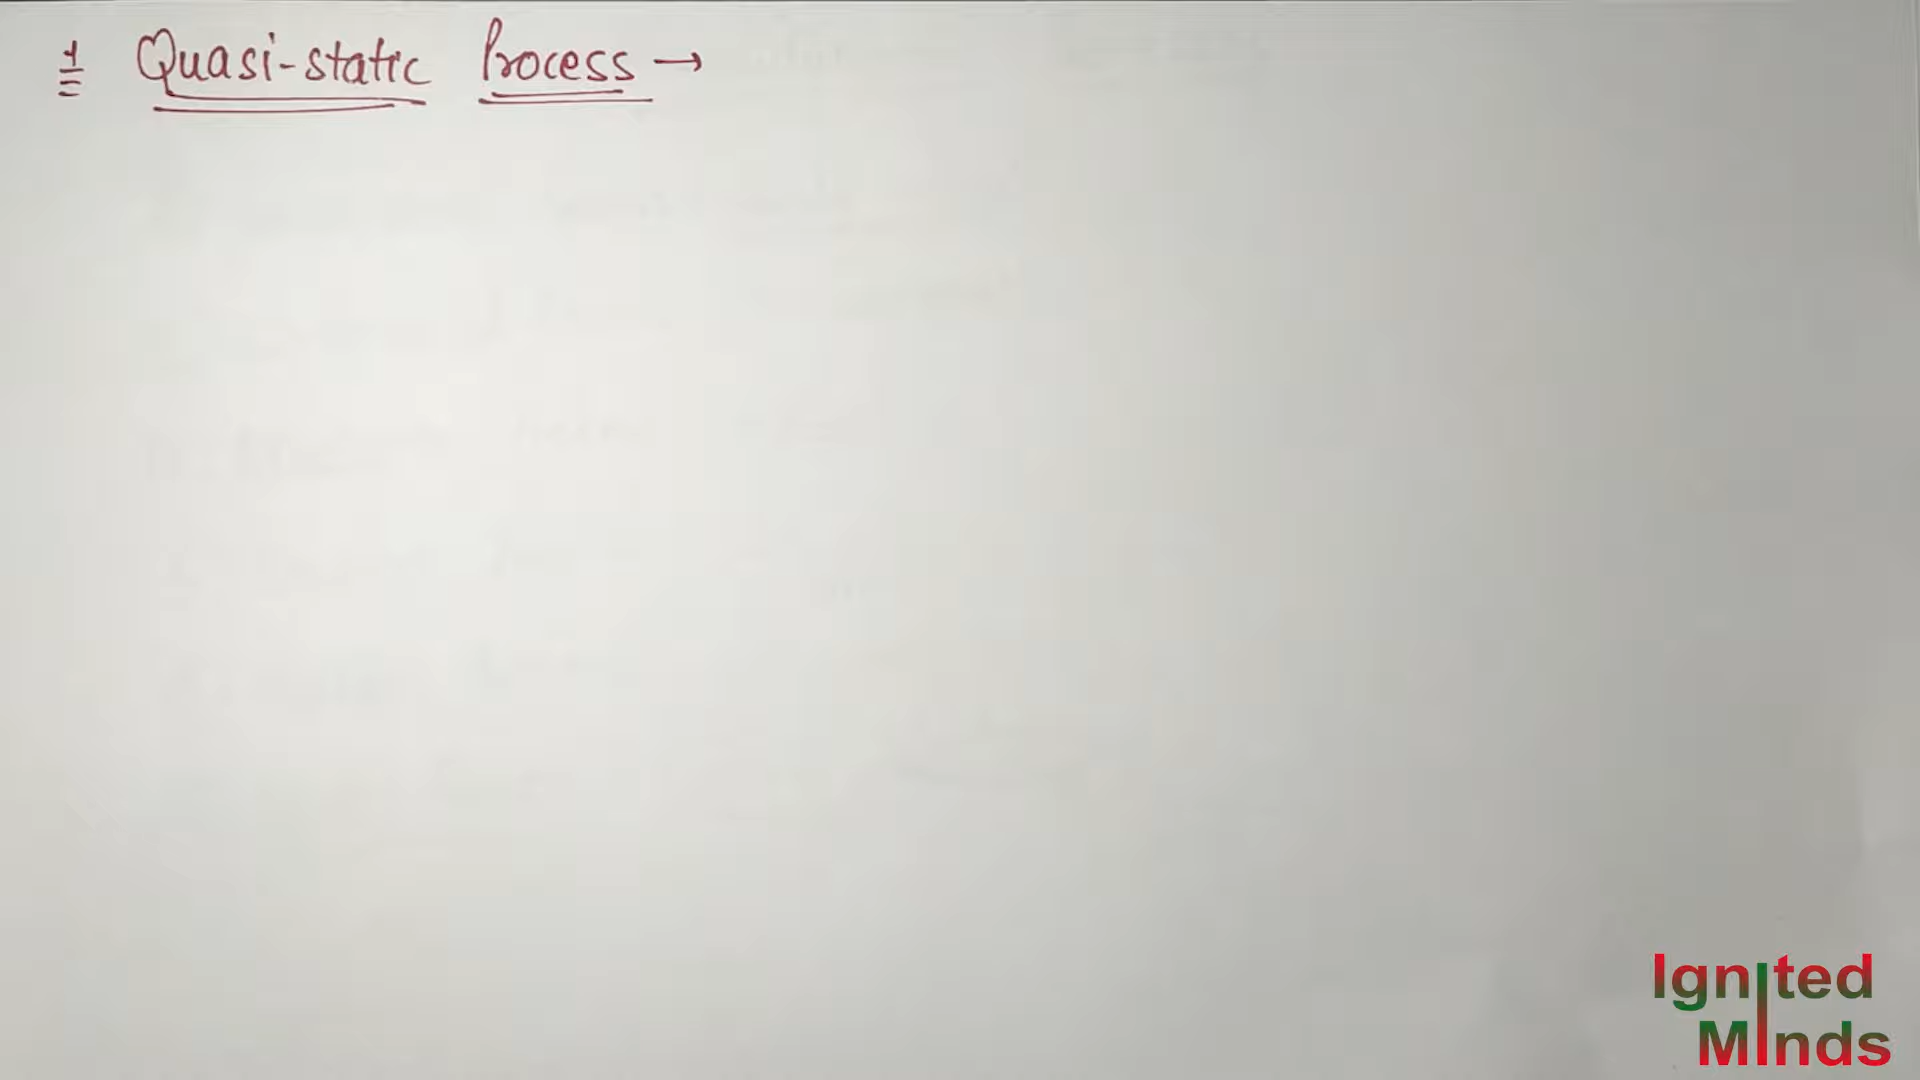 1 Quasi-static Process →
Ignited
Minds